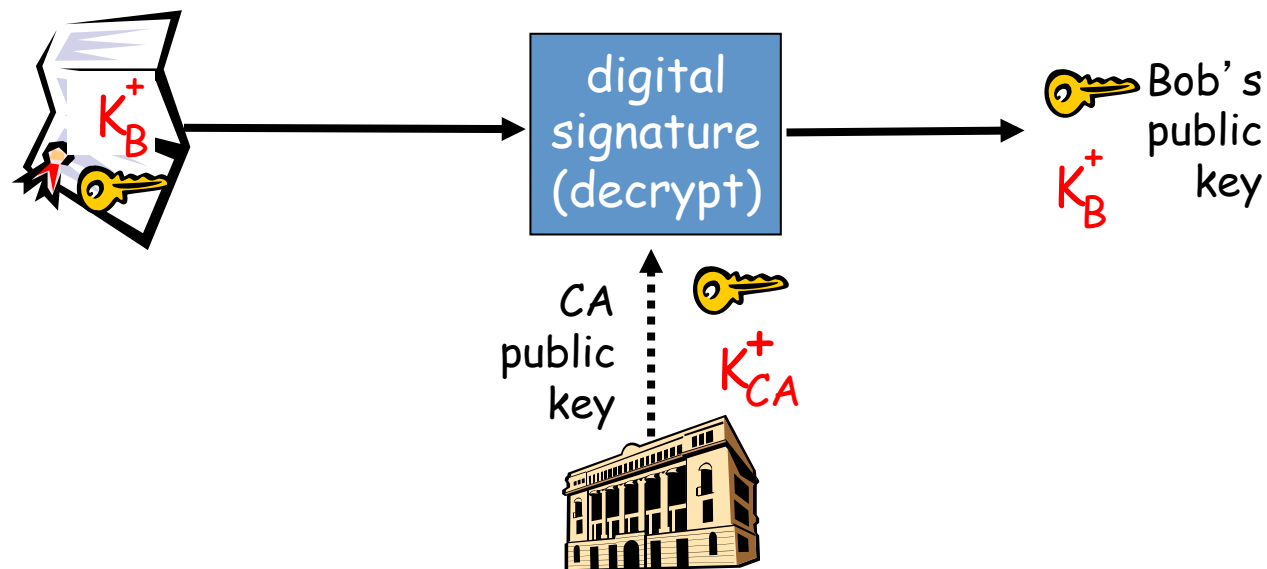 K_B^+
digital
signature
(decrypt)
Bob's
public
key
K_B^+
CA
public
key
K_CA^+